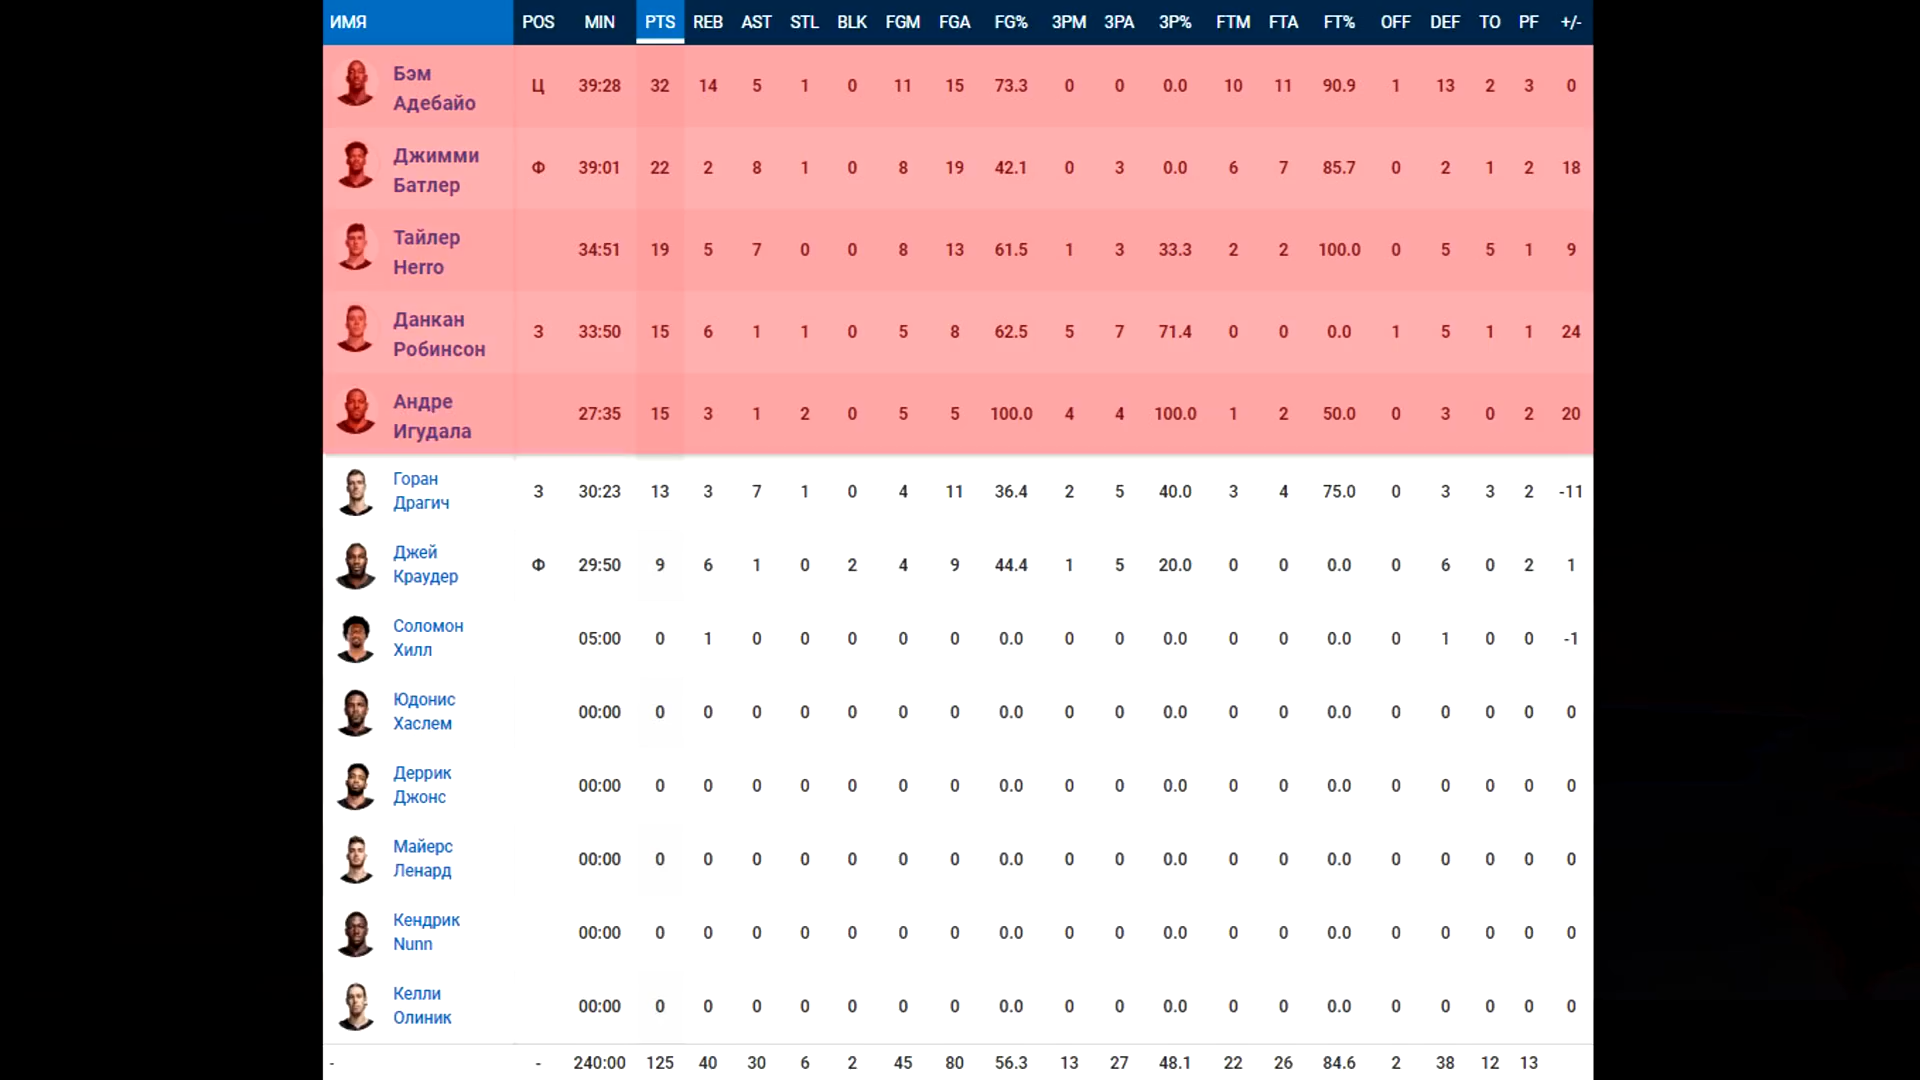 ИМЯ POS MIN PTS REB AST STL BLK FGM FGA FG% 3PM 3PA 3P% FTM FTA FT% OFF DEF TO PF +/-
Бэм
Адебайо Ц 39:28 32 14 5 1 0 11 15 73.3 0 0 0.0 10 11 90.9 1 13 2 3 0
Джимми
Батлер Ф 39:01 22 2 8 1 0 8 19 42.1 0 3 0.0 6 7 85.7 0 2 1 2 18
Тайлер
Herro 34:51 19 5 7 0 0 8 13 61.5 1 3 33.3 2 2 100.0 0 5 5 1 9
Данкан
Робинсон З 33:50 15 6 1 1 0 5 8 62.5 5 7 71.4 0 0 0.0 1 5 1 1 24
Андре
Игудала 27:35 15 3 1 2 0 5 5 100.0 4 4 100.0 1 2 50.0 0 3 0 2 20
Горан
Драгич З 30:23 13 3 7 1 0 4 11 36.4 2 5 40.0 3 4 75.0 0 3 3 2 -11
Джей
Краудер Ф 29:50 9 6 1 0 2 4 9 44.4 1 5 20.0 0 0 0.0 0 6 0 2 1
Соломон
Хилл 05:00 0 1 0 0 0 0 0 0.0 0 0 0.0 0 0 0.0 0 1 0 0 -1
Юдонис
Хаслем 00:00 0 0 0 0 0 0 0 0.0 0 0 0.0 0 0 0.0 0 0 0 0 0
Деррик
Джонс 00:00 0 0 0 0 0 0 0 0.0 0 0 0.0 0 0 0.0 0 0 0 0 0
Майерс
Ленард 00:00 0 0 0 0 0 0 0 0.0 0 0 0.0 0 0 0.0 0 0 0 0 0
Кендрик
Nunn 00:00 0 0 0 0 0 0 0 0.0 0 0 0.0 0 0 0.0 0 0 0 0 0
Келли
Олиник 00:00 0 0 0 0 0 0 0 0.0 0 0 0.0 0 0 0.0 0 0 0 0 0
- - 240:00 125 40 30 6 2 45 80 56.3 13 27 48.1 22 26 84.6 2 38 12 13